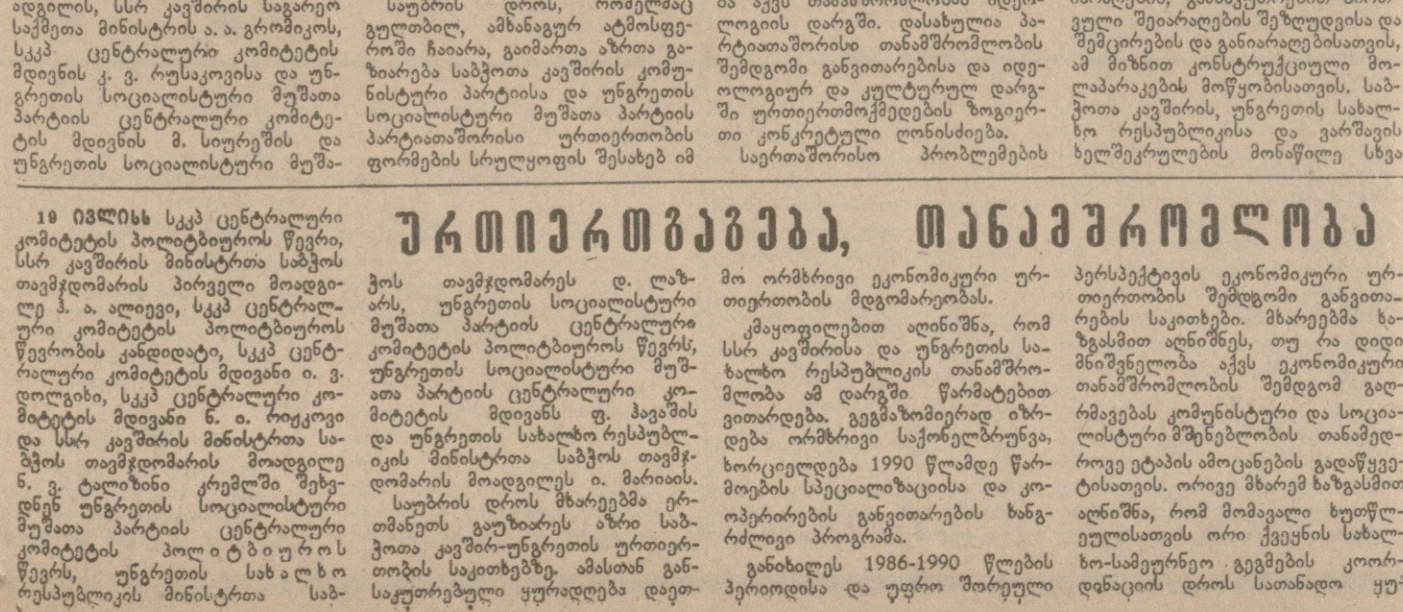 ადგილის, სსრ კავშირის საგარეო
საქმეთა მინისტრის ა. ა. გრომიკოს,
სკკპ ცენტრალური კომიტეტის
მდივნის კ. ვ. რუსაკოვისა და უნ-
გრეთის სოციალისტური მუშათა
პარტიის ცენტრალური კომიტე-
ტის მდივნის მ. სიურეშის და
უნგრეთის სოციალისტური მუშა-
საუბრის დროს, რომელმაც
გულთბილ, ამხანაგურ ატმოსფე-
როში ჩაიარა, გაიმართა აზრთა გა-
ზიარება საბჭოთა კავშირის კომუ-
ნისტური პარტიისა და უნგრეთის
სოციალისტური მუშათა პარტიის
პარტიათაშორისი ურთიერთობის
ფორმების სრულყოფის შესახებ იმ
ლოგიის დარგში. დასახულია პა-
რტიათაშორისი თანამშრომლობის
შემდგომი განვითარებისა და იდე-
ოლოგიურ და კულტურულ დარგ-
ში ურთიერთმოქმედების ზოგიერ-
თი კონკრეტული ღონისძიება.
საერთაშორისო პრობლემების
ვული შეიარაღების შეზღუდვისა და
შემცირების და განიარაღებისათვის,
ამ მიზნით კონსტრუქციული მო-
ლაპარაკების მოწყობისათვის. საბ-
ჭოთა კავშირის, უნგრეთის სახალ-
ხო რესპუბლიკისა და ვარშავის
ხელშეკრულების მონაწილე სხვა
ურთიერთგაგება, თანამშრომლობა
19 ივლისს სკკპ ცენტრალური
კომიტეტის პოლიტბიუროს წევრი,
სსრ კავშირის მინისტრთა საბჭოს
თავმჯდომარის პირველი მოადგი-
ლე ჰ. ა. ალიევი, სკკპ ცენტრალ-
ური კომიტეტის პოლიტბიუროს
წევრობის კანდიდატი, სკკპ ცენტ-
რალური კომიტეტის მდივანი ი. ვ.
დოლგიხი, სკკპ ცენტრალური კო-
მიტეტის მდივანი ნ. ი. რიჟკოვი
და სსრ კავშირის მინისტრთა სა-
ბჭოს თავმჯდომარის მოადგილე
ნ. ვ. ტალიზინი კრემლში შეხვ-
დნენ უნგრეთის სოციალისტური
მუშათა პარტიის ცენტრალური
კომიტეტის პოლიტბიუროს
წევრს, უნგრეთის სახალხო
რესპუბლიკის მინისტრთა საბ-
ჭოს თავმჯდომარეს დ. ლაზ-
არს, უნგრეთის სოციალისტური
მუშათა პარტიის ცენტრალური
კომიტეტის პოლიტბიუროს წევრს,
უნგრეთის სოციალისტური მუშ-
ათა პარტიის ცენტრალური კო-
მიტეტის მდივანს ფ. ჰავაშის
და უნგრეთის სახალხო რესპუბლ-
იკის მინისტრთა საბჭოს თავმჯ-
დომარის მოადგილეს ი. მარიაის.
საუბრის დროს მხარეებმა ერ-
თმანეთს გაუზიარეს აზრი საბ-
ჭოთა კავშირ-უნგრეთის ურთიერ-
თობის საკითხებზე. ამასთან გან-
საკუთრებული ყურადღება დაეთ-
მო ორმხრივი ეკონომიკური ურ-
თიერთობის მდგომარეობას.
კმაყოფილებით აღინიშნა, რომ
სსრ კავშირისა და უნგრეთის სა-
ხალხო რესპუბლიკის თანამშრო-
მლობა ამ დარგში წარმატებით
ვითარდება. გეგმაზომიერად იზრ-
დება ორმხრივი საქონელბრუნვა,
ხორციელდება 1990 წლამდე წარ-
მოების სპეციალიზაციისა და კო-
ოპერირების განვითარების ხანგ-
რძლივი პროგრამა.
განიხილეს 1986-1990 წლების
პერიოდისა და უფრო შორეული
პერსპექტივის ეკონომიკური ურ-
თიერთობის შემდგომი განვითა-
რების საკითხები. მხარეებმა ხა-
ზგასმით აღნიშნეს, თუ რა დიდი
მნიშვნელობა აქვს ეკონომიკური
თანამშრომლობის შემდგომ გაღ-
რმავებას კომუნისტური და სოცია-
ლისტური მშენებლობის თანამედ-
როვე ეტაპის ამოცანების გადაწყვე-
ტისათვის. ორივე მხარემ ხაზგასმით
აღნიშნა, რომ მომავალი ხუთწლ-
ეულისათვის ორი ქვეყნის სახალ-
ხო-სამეურნეო გეგმების კოორ-
დინაციის დროს სათანადო ყუ-